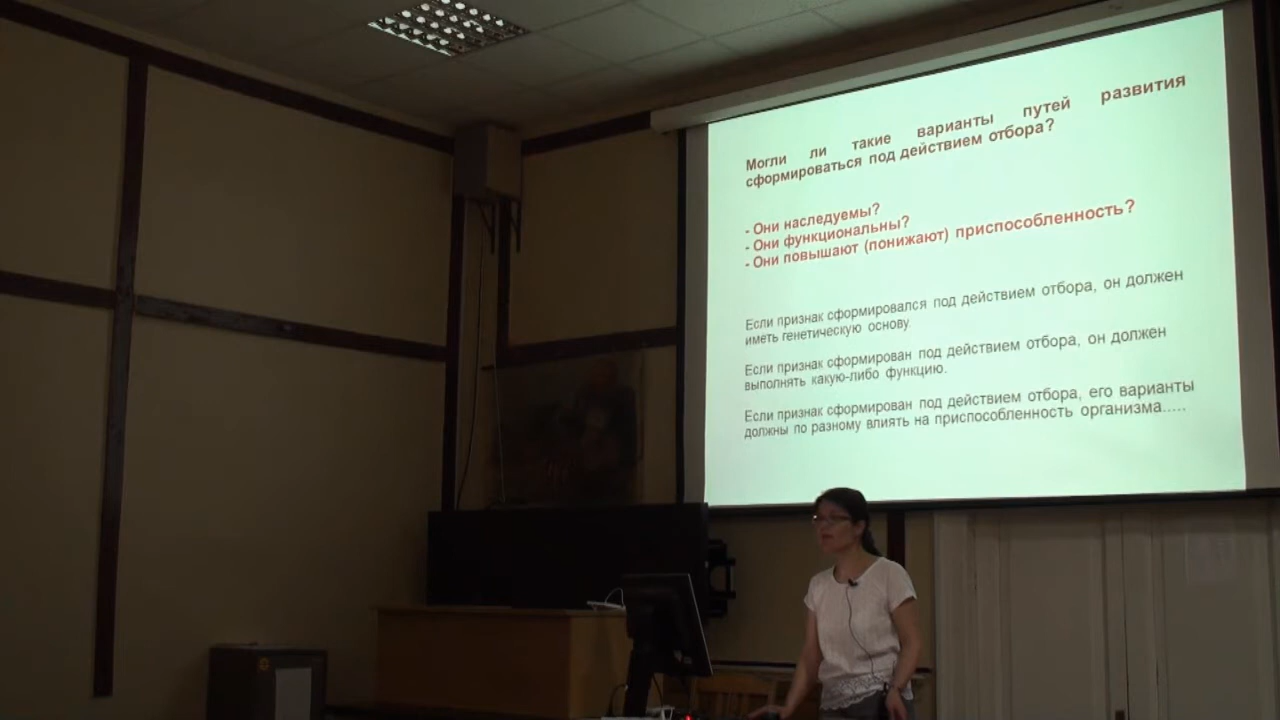 Могли ли такие варианты путей развития
сформироваться под действием отбора?
- Они наследуемы?
- Они функциональны?
- Они повышают (понижают) приспособленность?
Если признак сформировался под действием отбора, он должен
иметь генетическую основу
Если признак сформирован под действием отбора, он должен
выполнять какую-либо функцию.
Если признак сформирован под действием отбора, его варианты
должны по разному влиять на приспособленность организма.....